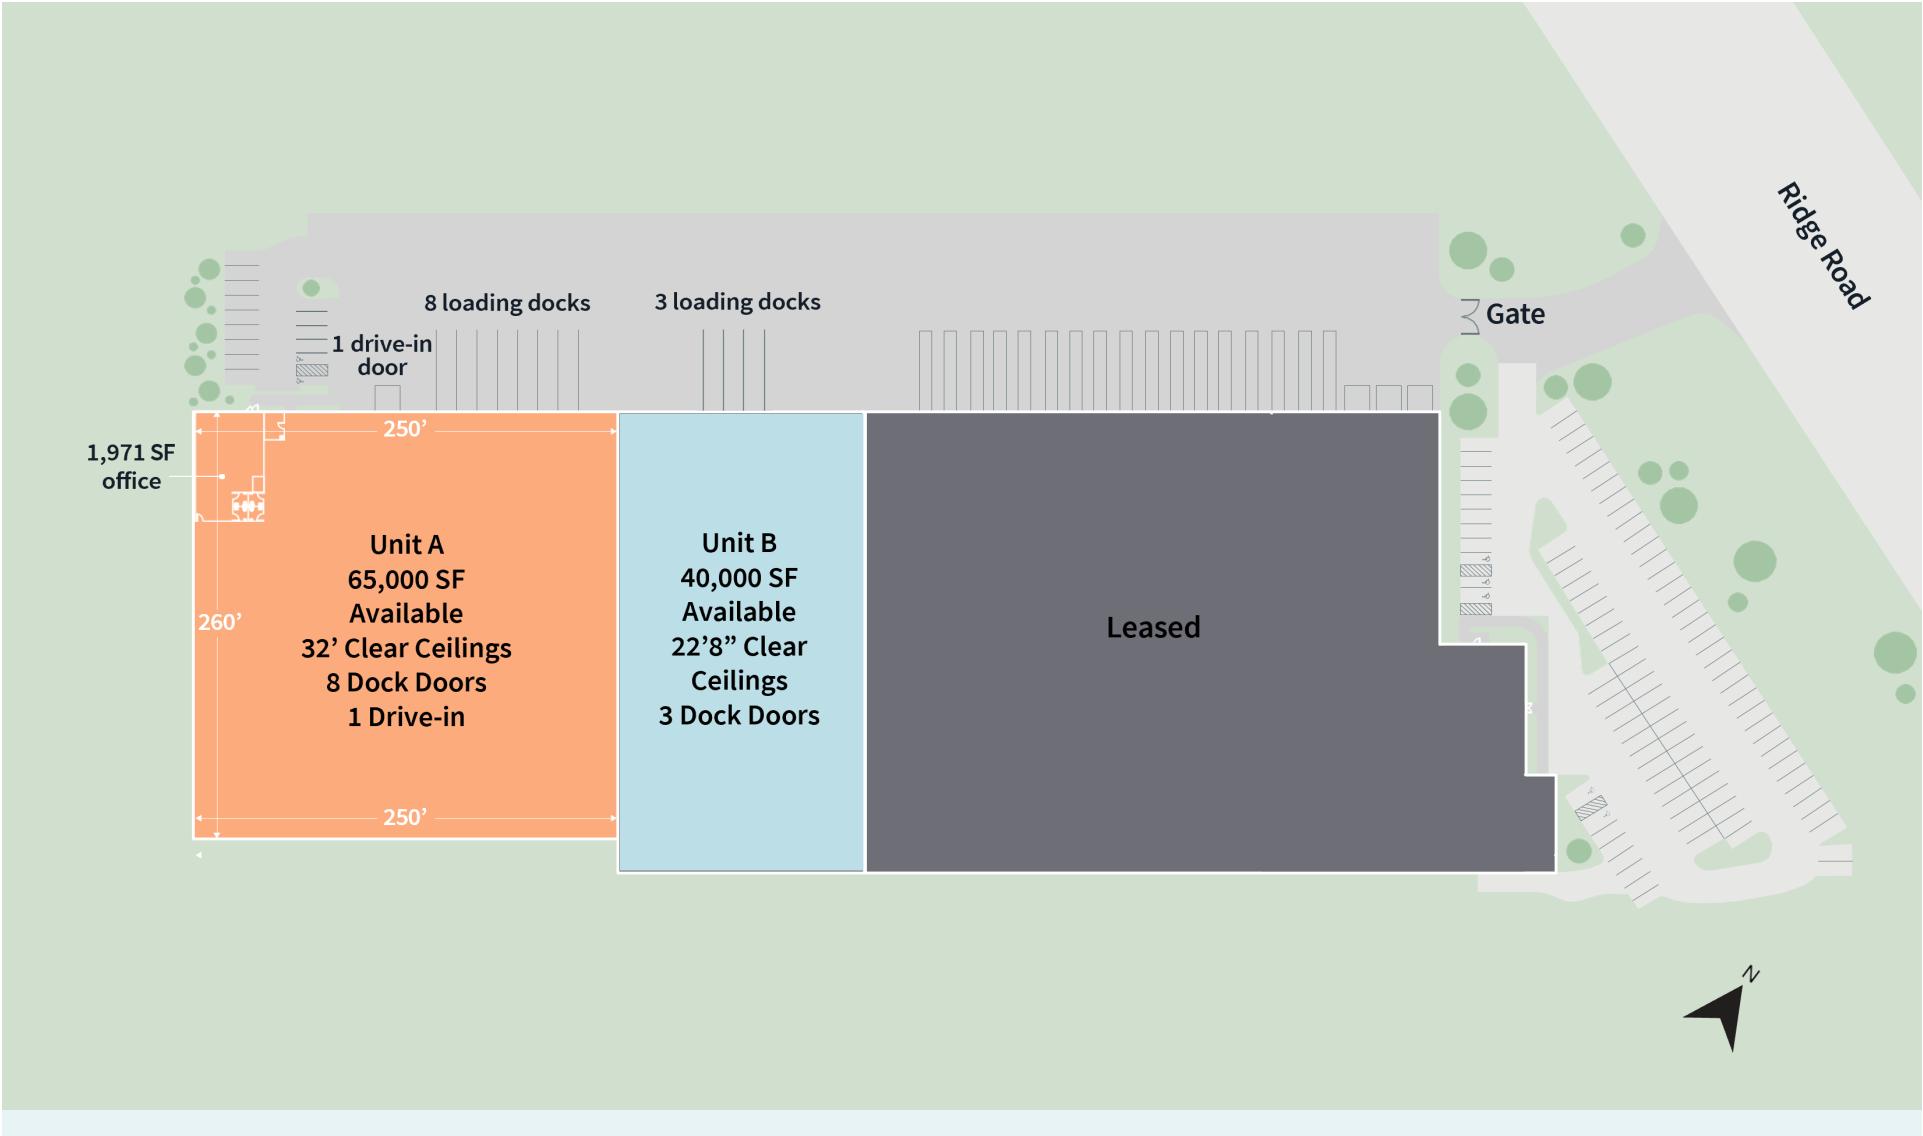 Ridge Road
8 loading docks
3 loading docks
Gate
1 drive-in
door
250’
1,971 SF
office
Unit A
65,000 SF
Available
32’ Clear Ceilings
8 Dock Doors
1 Drive-in
260’
250’
Unit B
40,000 SF
Available
22’8” Clear
Ceilings
3 Dock Doors
Leased
N